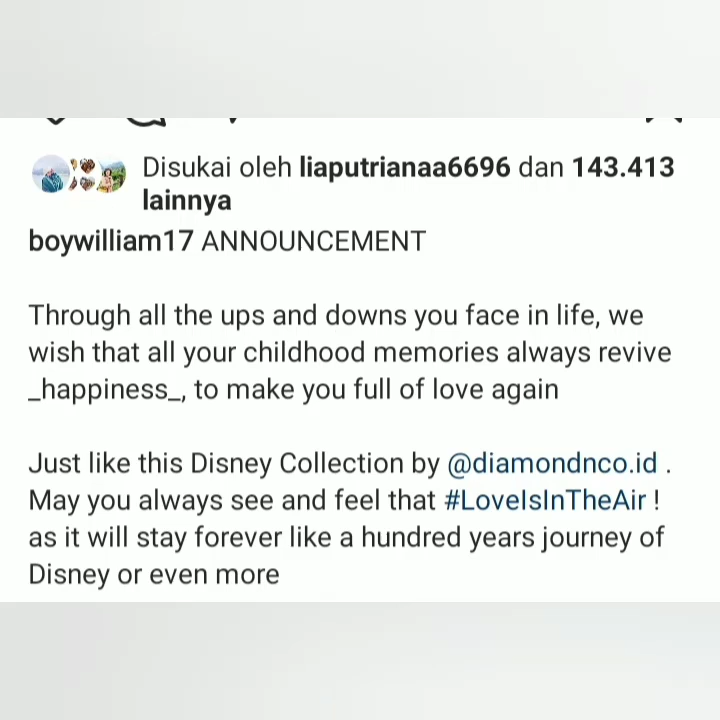 Disukai oleh liaputrianaa6696 dan 143.413
lainnya
boywilliam17 ANNOUNCEMENT
Through all the ups and downs you face in life, we
wish that all your childhood memories always revive
_happiness_, to make you full of love again
Just like this Disney Collection by @diamondnco.id .
May you always see and feel that #LoveIsInTheAir !
as it will stay forever like a hundred years journey of
Disney or even more